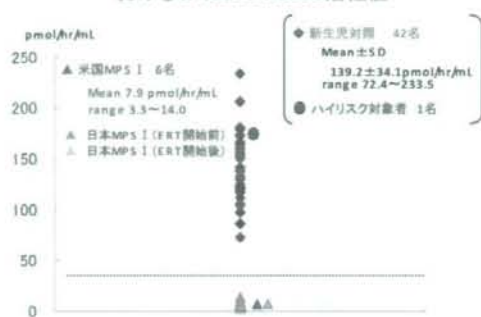 pmol/hr/mL
250
200
150
100
50
0
▲ 米国MPS Ⅰ 6名
Mean 7.9 pmol/hr/mL
range 3.3～14.0
▲ 日本MPS Ⅰ(ERT開始前)
▲ 日本MPS Ⅰ(ERT開始後)
◆ 新生児対照 42名
Mean±SD
139.2±34.1pmol/hr/mL
range 72.4～233.5
● ハイリスク対象者 1名